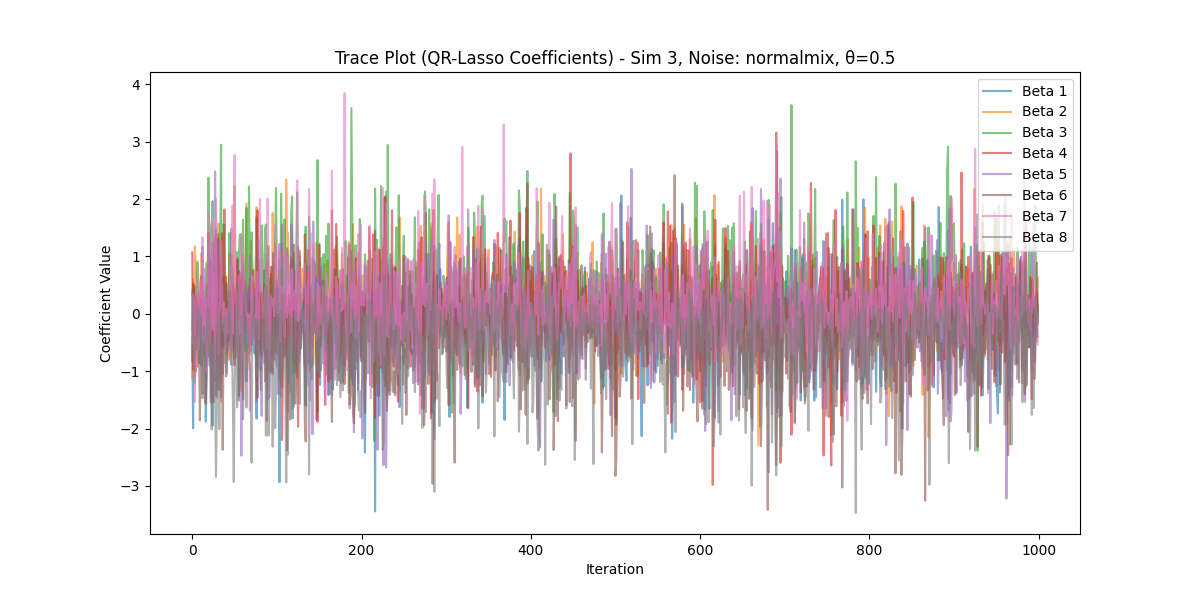 Trace Plot (QR-Lasso Coefficients) - Sim 3, Noise: normalmix, θ=0.5
4
3
2
1
0
−1
−2
−3
Coefficient Value
0
200
400
600
800
1000
Iteration
Beta 1
Beta 2
Beta 3
Beta 4
Beta 5
Beta 6
Beta 7
Beta 8